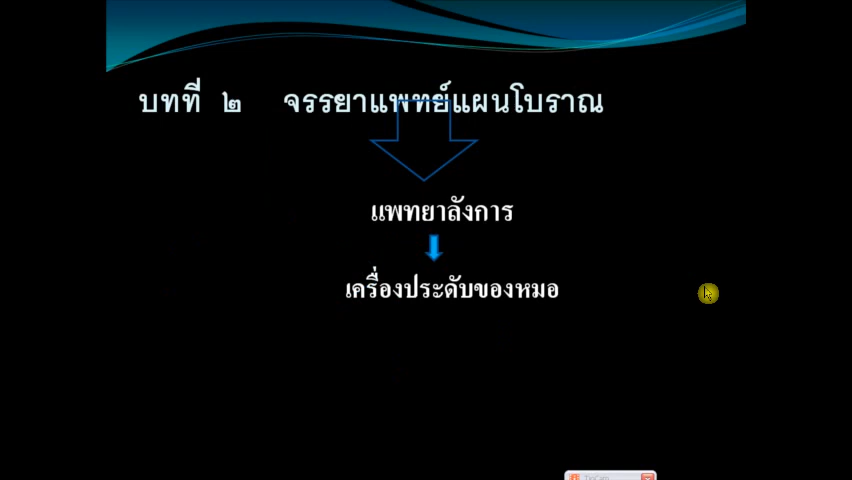 บทที่ ๒ จรรยาแพทย์แผนโบราณ
แพทยาลังการ
เครื่องประดับของหมอ